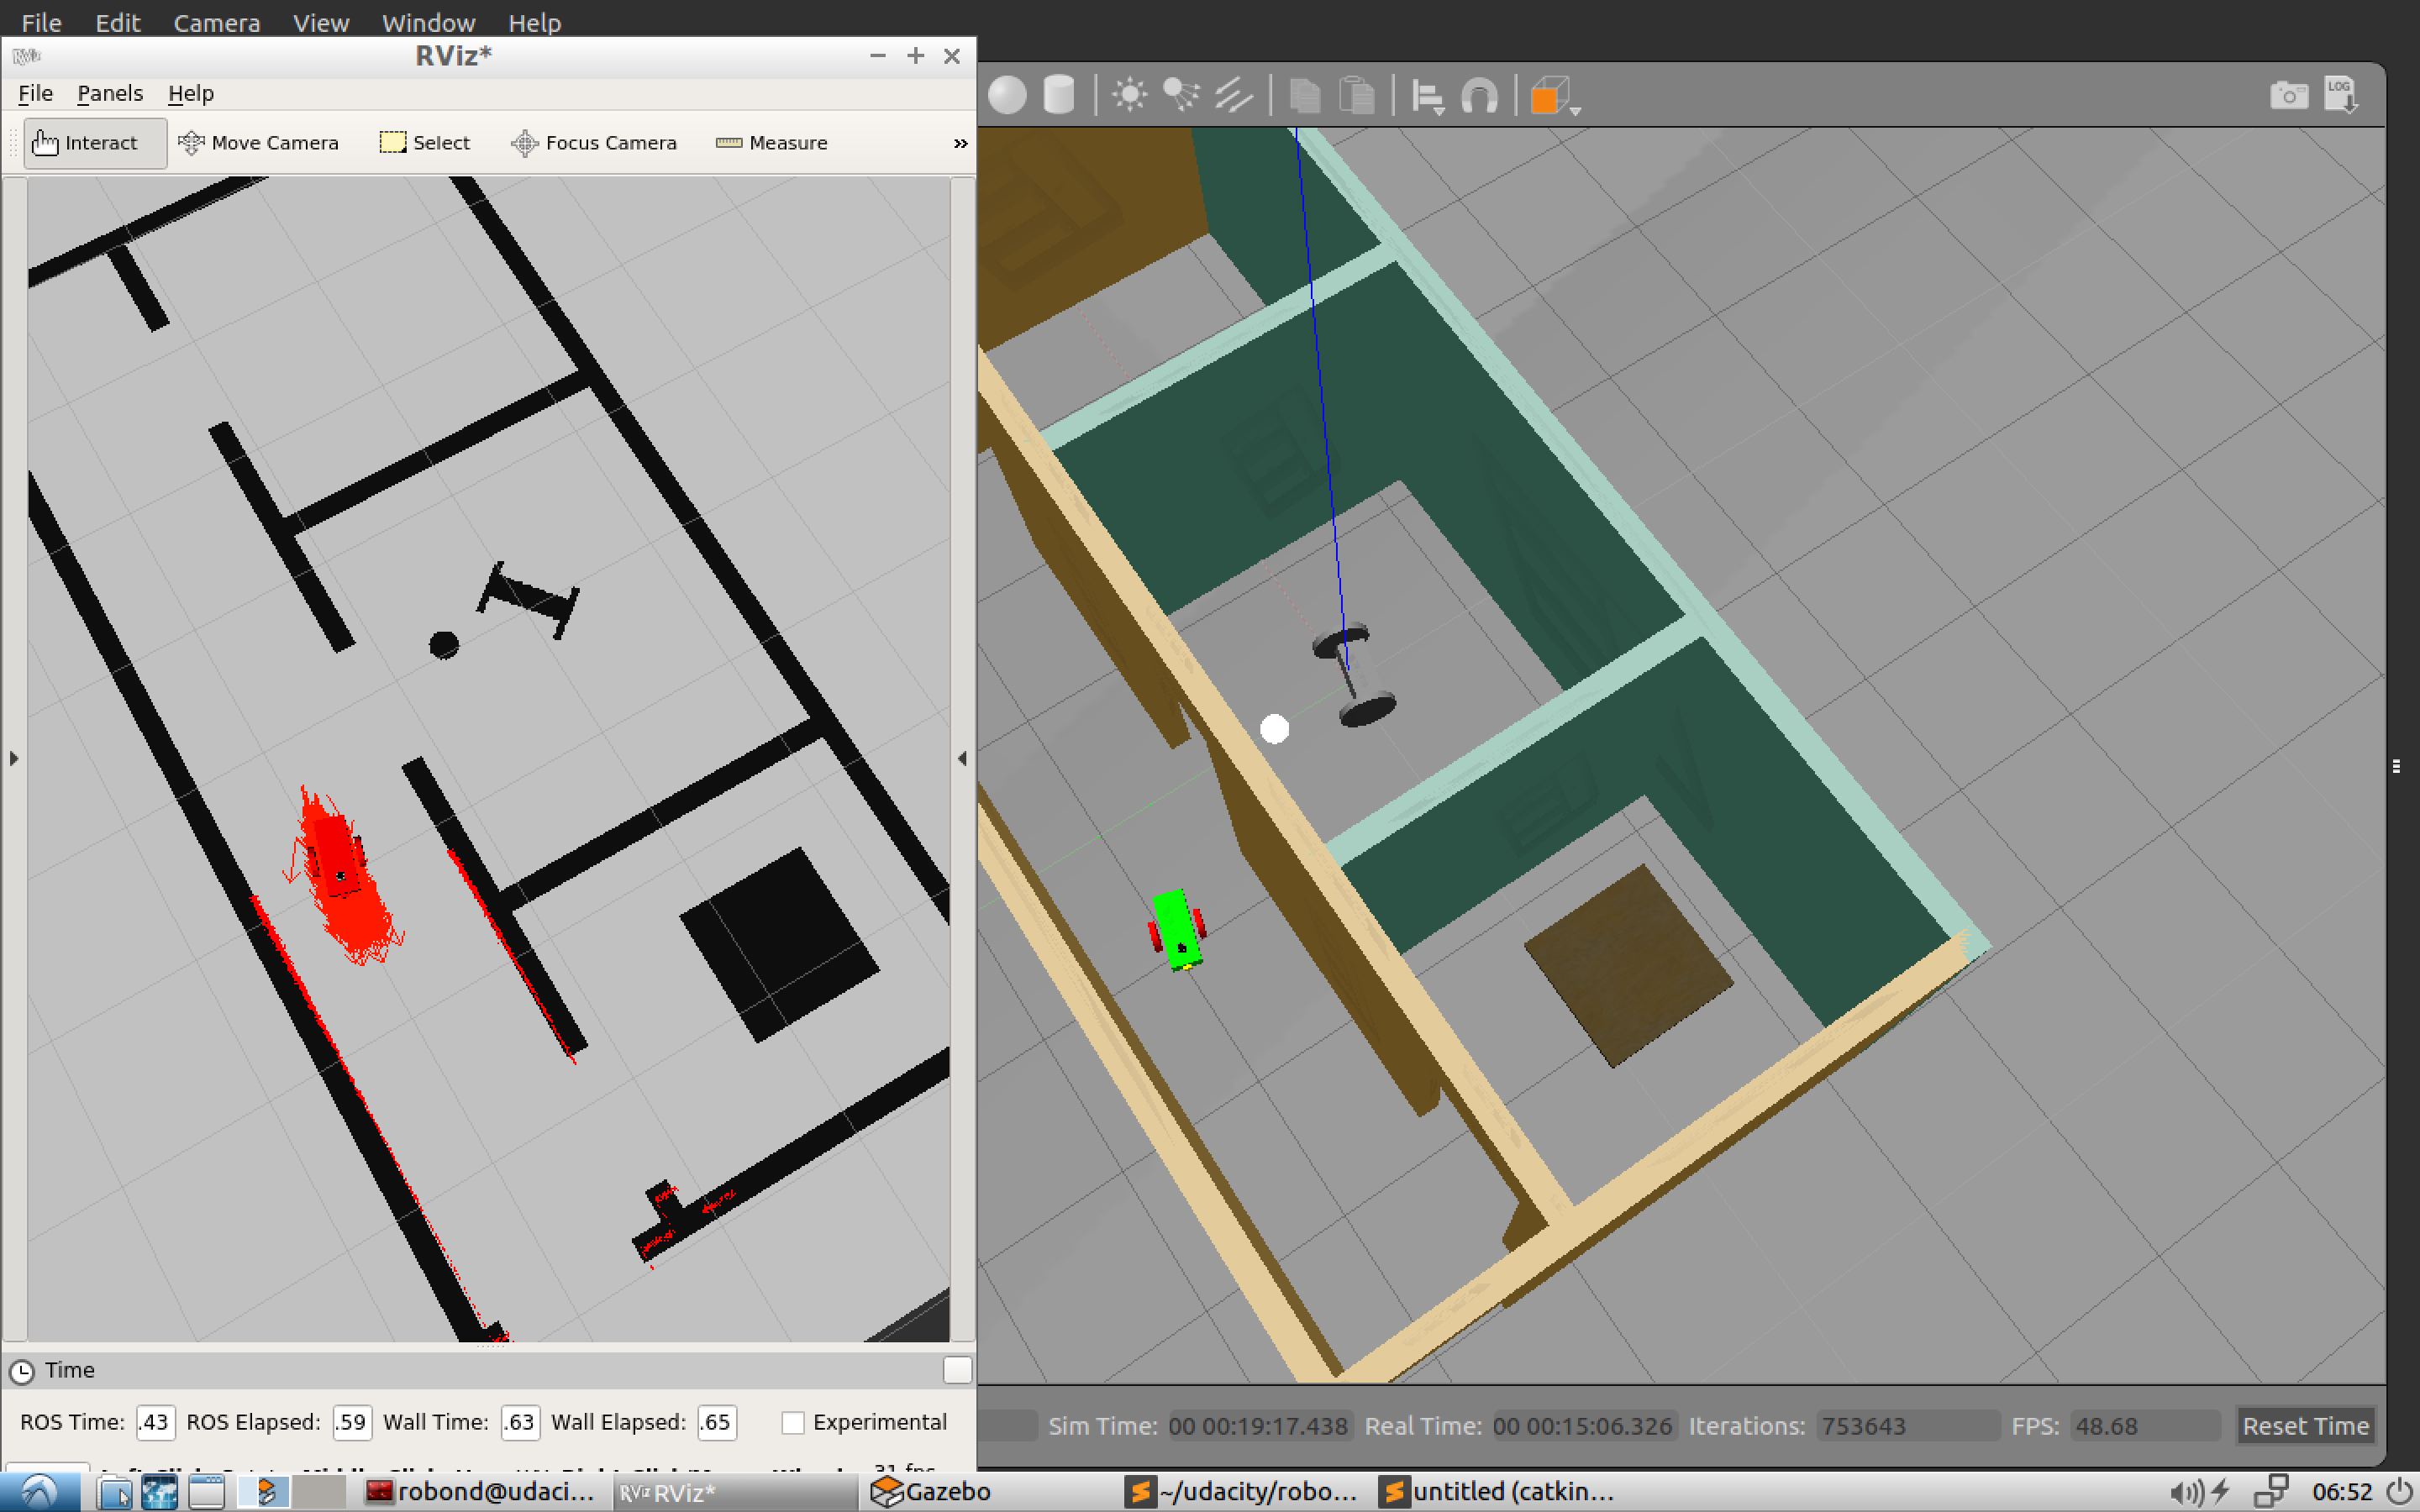 File Edit Camera View Window Help
RViz*
File Panels Help
Interact Move Camera Select Focus Camera Measure »
LOG
Time
ROS Time: .43 ROS Elapsed: .59 Wall Time: .63 Wall Elapsed: .65 Experimental
31 fps
Sim Time: 00 00:19:17.438 Real Time: 00 00:15:06.326 Iterations: 753643 FPS: 48.68 Reset Time
robond@udaci... RViz RViz* Gazebo ~/udacity/robo... untitled (catkin... 06:52